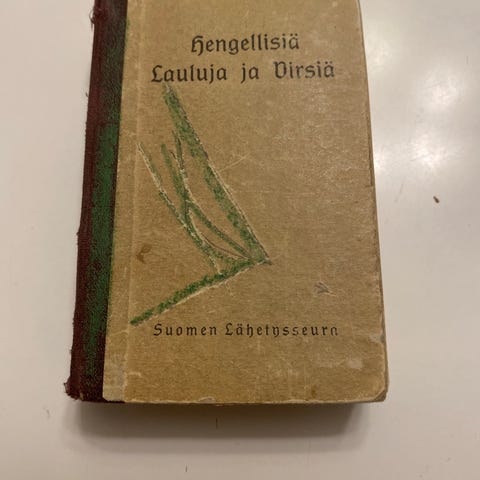 Hengellisiä
Lauluja ja Virsiä
Suomen Lähetysseura